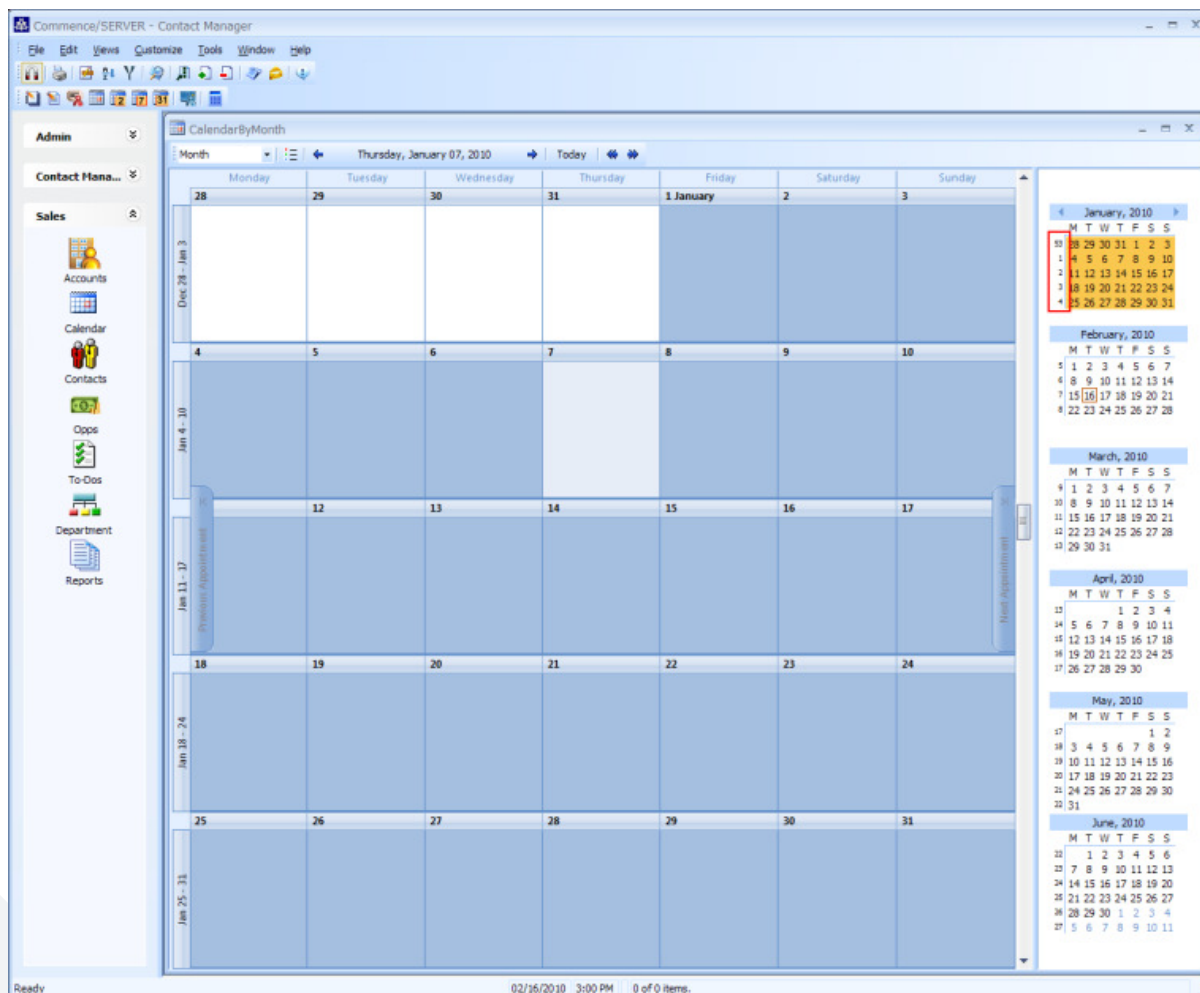 Commence/SERVER - Contact Manager
File Edit Views Customize Tools Window Help
2 7 31
Admin
Contact Mana...
Sales
Accounts
Calendar
Contacts
Opps
To-Dos
Department
Reports
CalendarByMonth
Month Thursday, January 07, 2010 Today
Monday Tuesday Wednesday Thursday Friday Saturday Sunday
28 29 30 31 1 January 2 3
Dec 28 - Jan 3
4 5 6 7 8 9 10
Jan 4 - 10
12 13 14 15 16 17
Jan 11 - 17
Previous Appointment
Next Appointment
18 19 20 21 22 23 24
Jan 18 - 24
25 26 27 28 29 30 31
Jan 25 - 31
January, 2010
M T W T F S S
53 28 29 30 31 1 2 3
1 4 5 6 7 8 9 10
2 11 12 13 14 15 16 17
3 18 19 20 21 22 23 24
4 25 26 27 28 29 30 31
February, 2010
M T W T F S S
5 1 2 3 4 5 6 7
6 8 9 10 11 12 13 14
7 15 16 17 18 19 20 21
8 22 23 24 25 26 27 28
March, 2010
M T W T F S S
9 1 2 3 4 5 6 7
10 8 9 10 11 12 13 14
11 15 16 17 18 19 20 21
12 22 23 24 25 26 27 28
13 29 30 31
April, 2010
M T W T F S S
13 1 2 3 4
14 5 6 7 8 9 10 11
15 12 13 14 15 16 17 18
16 19 20 21 22 23 24 25
17 26 27 28 29 30
May, 2010
M T W T F S S
17 1 2
18 3 4 5 6 7 8 9
19 10 11 12 13 14 15 16
20 17 18 19 20 21 22 23
21 24 25 26 27 28 29 30
22 31
June, 2010
M T W T F S S
22 1 2 3 4 5 6
23 7 8 9 10 11 12 13
24 14 15 16 17 18 19 20
25 21 22 23 24 25 26 27
26 28 29 30 1 2 3 4
27 5 6 7 8 9 10 11
Ready 02/16/2010 3:00 PM 0 of 0 items.